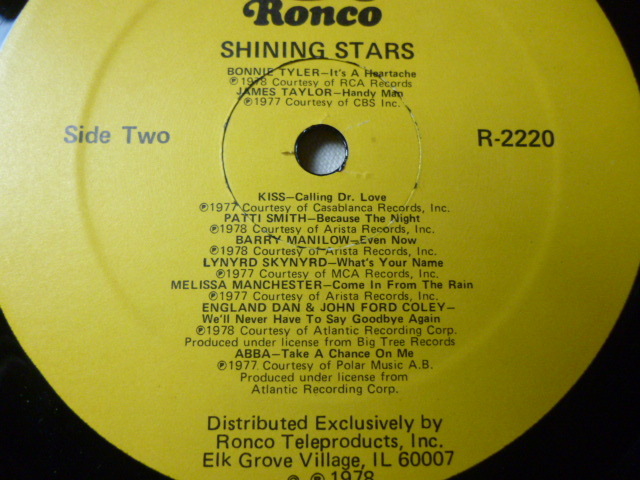 Ronco
SHINING STARS
BONNIE TYLER—It's A Heartache
℗1978 Courtesy of RCA Records
JAMES TAYLOR—Handy Man
℗1977 Courtesy of CBS Inc.
Side Two
R-2220
KISS—Calling Dr. Love
℗1977 Courtesy of Casablanca Records, Inc.
PATTI SMITH—Because The Night
℗1978 Courtesy of Arista Records, Inc.
BARRY MANILOW—Even Now
℗1978 Courtesy of Arista Records, Inc.
LYNYRD SKYNYRD—What's Your Name
℗1977 Courtesy of MCA Records, Inc.
MELISSA MANCHESTER—Come In From The Rain
℗1977 Courtesy of Arista Records, Inc.
ENGLAND DAN & JOHN FORD COLEY—
We'll Never Have To Say Goodbye Again
℗1978 Courtesy of Atlantic Recording Corp.
Produced under license from Big Tree Records
ABBA—Take A Chance On Me
℗1977 Courtesy of Polar Music A.B.
Produced under license from
Atlantic Recording Corp.
Distributed Exclusively by
Ronco Teleproducts, Inc.
Elk Grove Village, IL 60007
© ℗ 1978